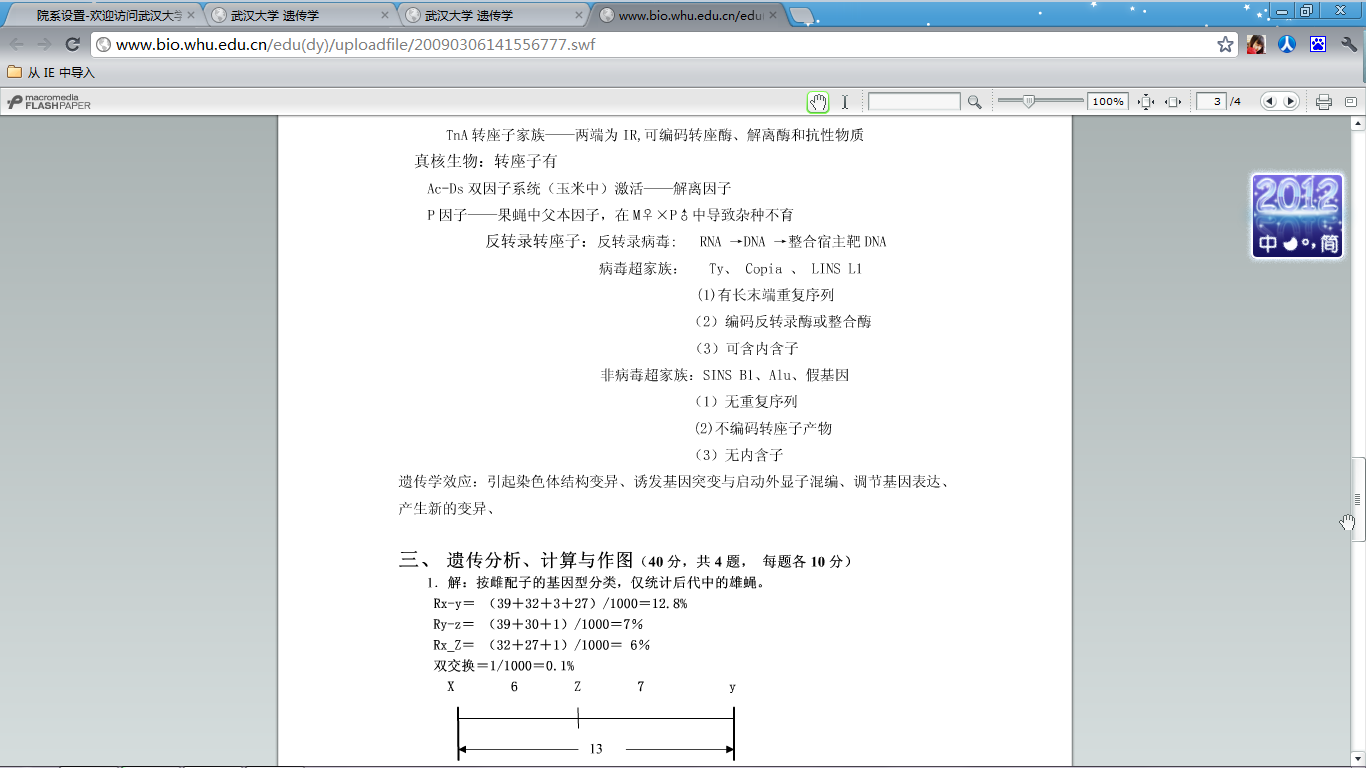 院系设置-欢迎访问武汉大学
武汉大学 遗传学
武汉大学 遗传学
www.bio.whu.edu.cn/edu
www.bio.whu.edu.cn/edu(dy)/uploadfile/20090306141556777.swf
从 IE 中导入
macromedia
FLASHPAPER
100%
3 /4
TnA 转座子家族——两端为 IR,可编码转座酶、解离酶和抗性物质
真核生物：转座子有
Ac-Ds 双因子系统（玉米中）激活——解离因子
P 因子——果蝇中父本因子，在 M♀×P♂中导致杂种不育
反转录转座子：反转录病毒： RNA →DNA →整合宿主靶 DNA
病毒超家族： Ty、 Copia 、 LINS L1
(1)有长末端重复序列
（2）编码反转录酶或整合酶
（3）可含内含子
非病毒超家族：SINS B1、Alu、假基因
（1）无重复序列
(2)不编码转座子产物
（3）无内含子
遗传学效应：引起染色体结构变异、诱发基因突变与启动外显子混编、调节基因表达、
产生新的变异、
三、 遗传分析、计算与作图（40 分，共 4 题， 每题各 10 分）
1．解：按雌配子的基因型分类，仅统计后代中的雄蝇。
Rx-y＝ （39＋32＋3＋27）/1000＝12.8%
Ry-z＝ （39＋30＋1）/1000＝7%
Rx_Z＝ （32＋27＋1）/1000＝ 6%
双交换＝1/1000＝0.1%
X 6 Z 7 y
13
2012
中 简